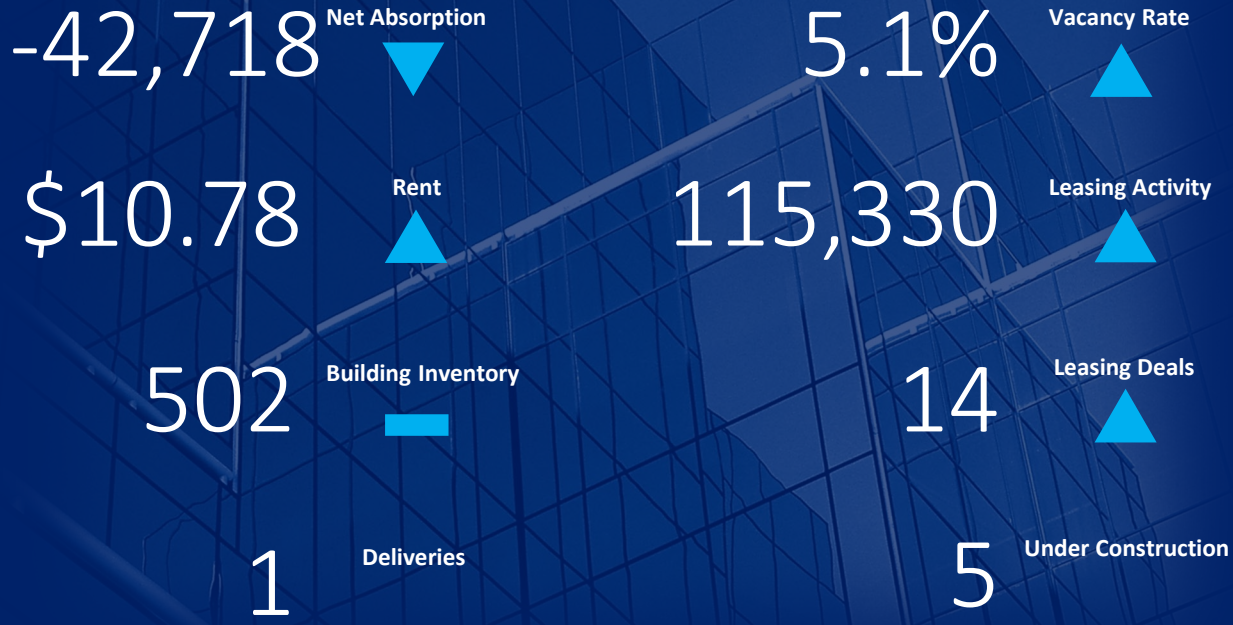 -42,718
Net Absorption
5.1%
Vacancy Rate
$10.78
Rent
115,330
Leasing Activity
502
Building Inventory
14
Leasing Deals
1
Deliveries
5
Under Construction